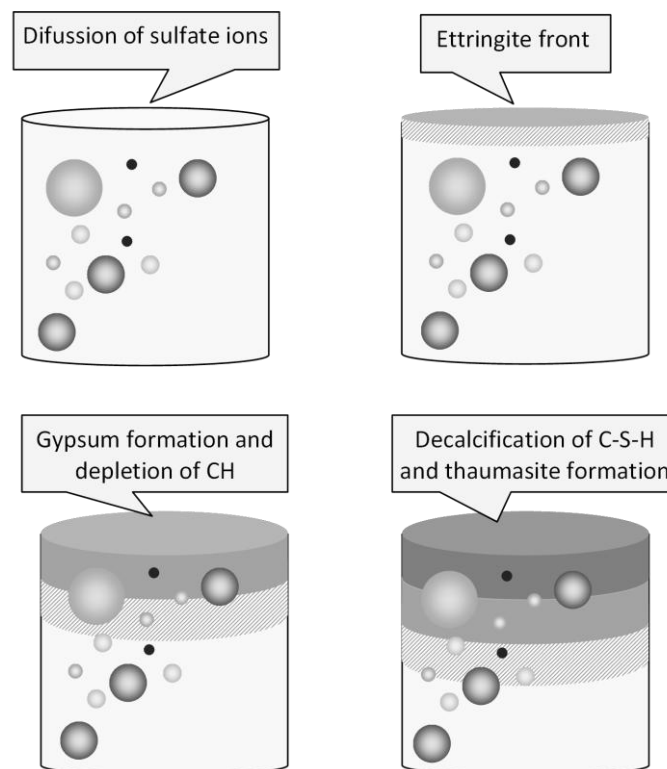 Difussion of sulfate ions
Ettringite front
Gypsum formation and
depletion of CH
Decalcification of C-S-H
and thaumasite formation